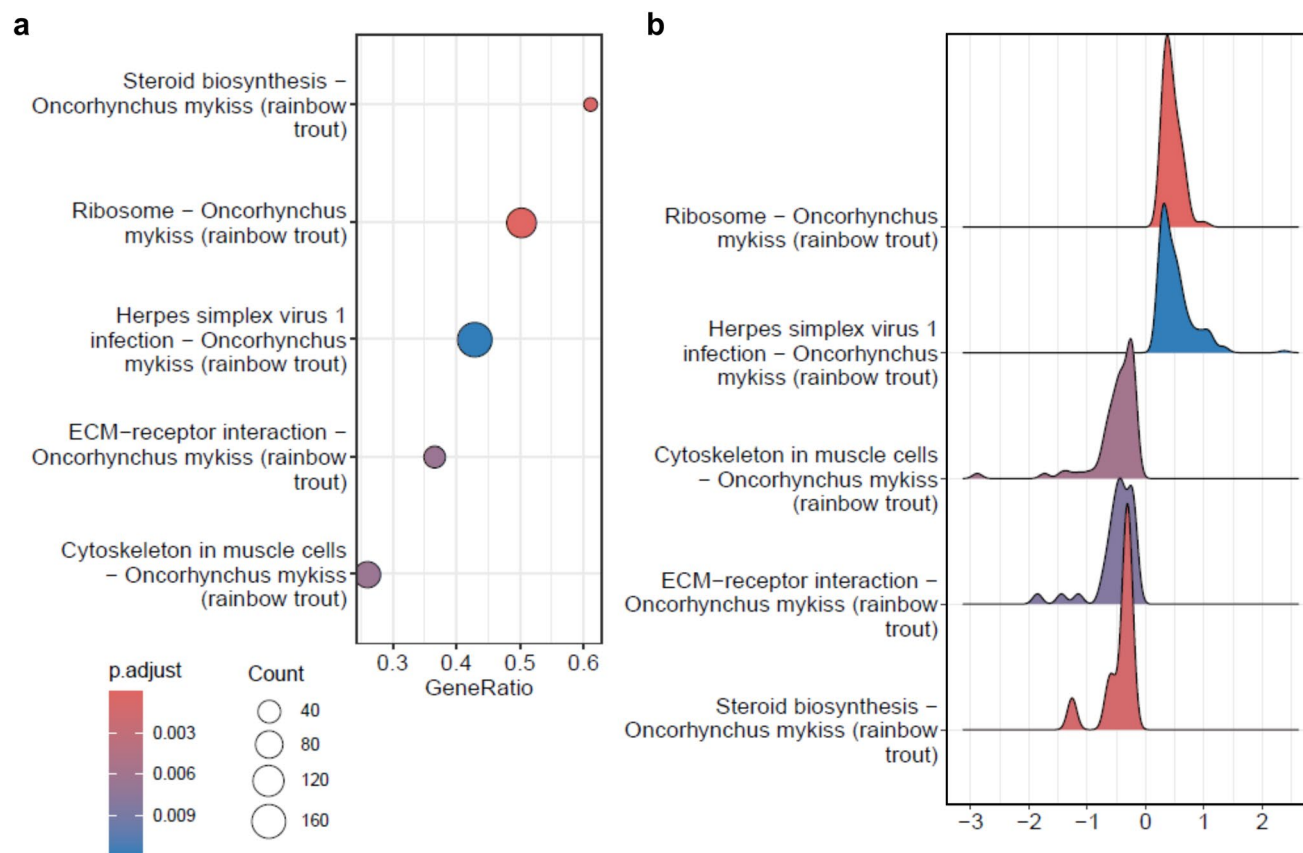 a
Steroid biosynthesis −
Oncorhynchus mykiss (rainbow
trout)
Ribosome − Oncorhynchus
mykiss (rainbow trout)
Herpes simplex virus 1
infection − Oncorhynchus
mykiss (rainbow trout)
ECM−receptor interaction −
Oncorhynchus mykiss (rainbow
trout)
Cytoskeleton in muscle cells
− Oncorhynchus mykiss
(rainbow trout)
0.3 0.4 0.5 0.6
GeneRatio
p.adjust
0.003
0.006
0.009
Count
40
80
120
160
b
Ribosome − Oncorhynchus
mykiss (rainbow trout)
Herpes simplex virus 1
infection − Oncorhynchus
mykiss (rainbow trout)
Cytoskeleton in muscle cells
− Oncorhynchus mykiss
(rainbow trout)
ECM−receptor interaction −
Oncorhynchus mykiss (rainbow
trout)
Steroid biosynthesis −
Oncorhynchus mykiss (rainbow
trout)
−3 −2 −1 0 1 2